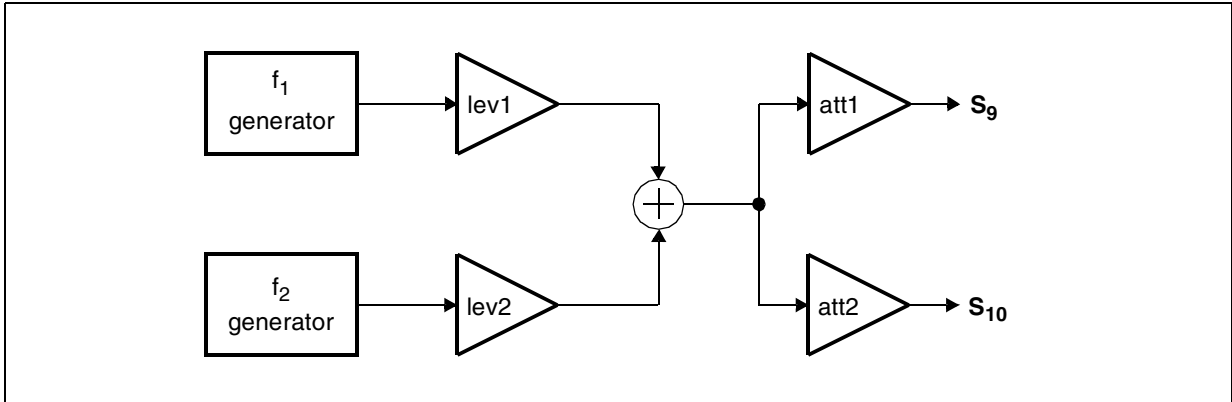 f1
generator
lev1
att1
S9
f2
generator
lev2
att2
S10